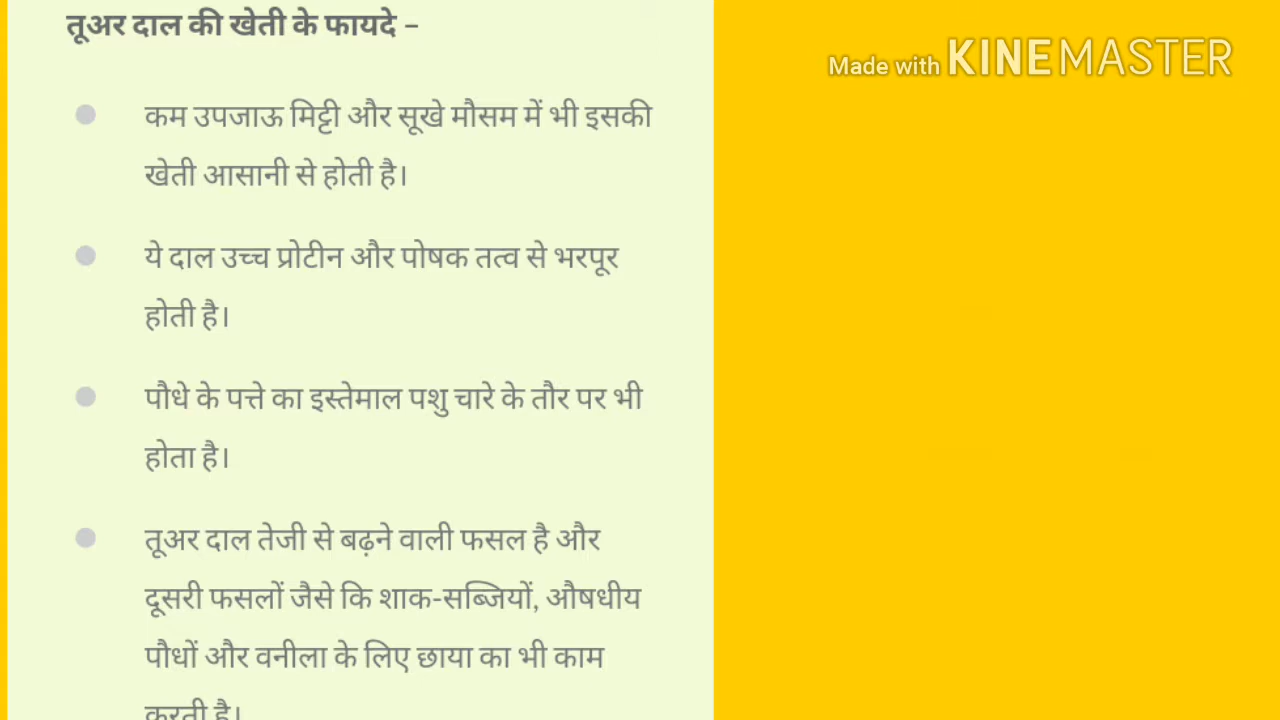 तूअर दाल की खेती के फायदे –
Made with KINEMASTER
कम उपजाऊ मिट्टी और सूखे मौसम में भी इसकी
खेती आसानी से होती है।
ये दाल उच्च प्रोटीन और पोषक तत्व से भरपूर
होती है।
पौधे के पत्ते का इस्तेमाल पशु चारे के तौर पर भी
होता है।
तूअर दाल तेजी से बढ़ने वाली फसल है और
दूसरी फसलों जैसे कि शाक-सब्जियों, औषधीय
पौधों और वनीला के लिए छाया का भी काम
करती है।